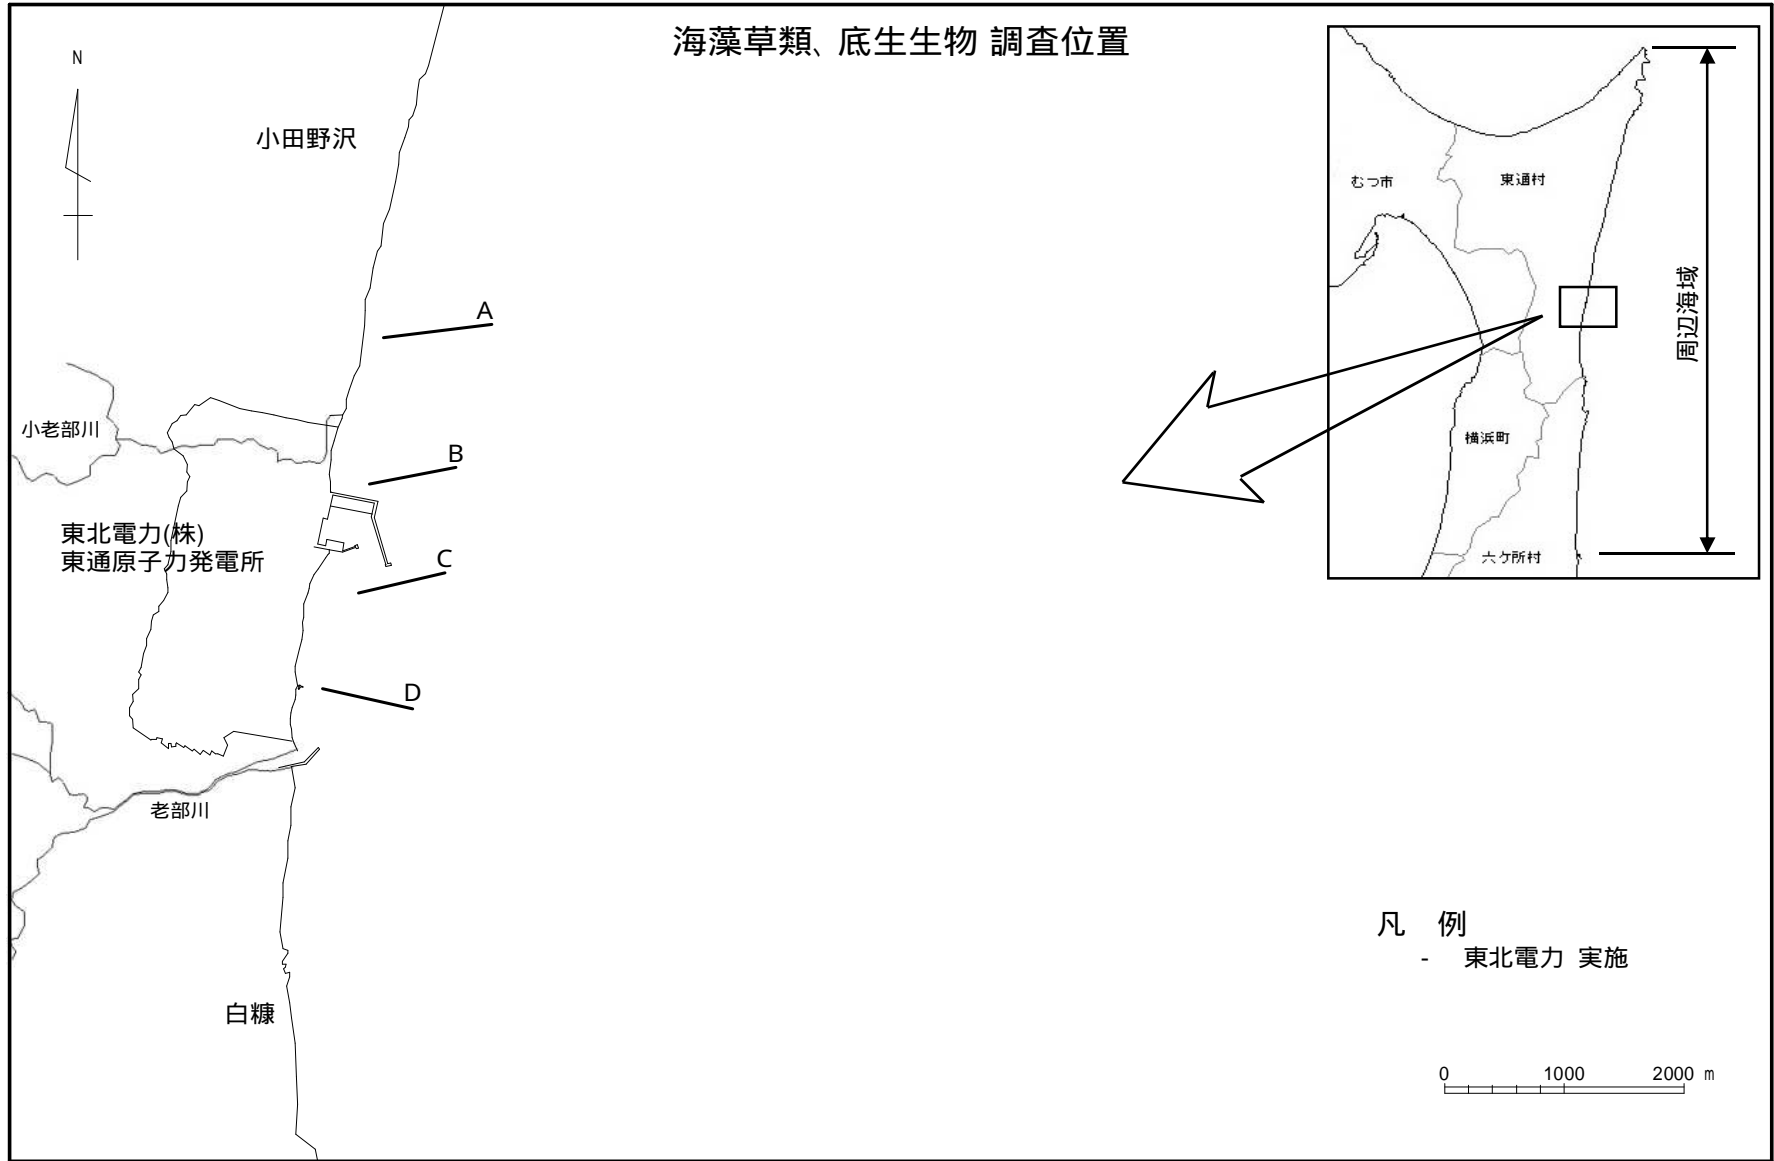 海藻草類、底生生物 調査位置
N
小田野沢
A
小老部川
B
東北電力(株)
東通原子力発電所
C
D
老部川
白糠
むつ市
東通村
横浜町
六ケ所村
周辺海域
凡 例
- 東北電力 実施
0 1000 2000 m